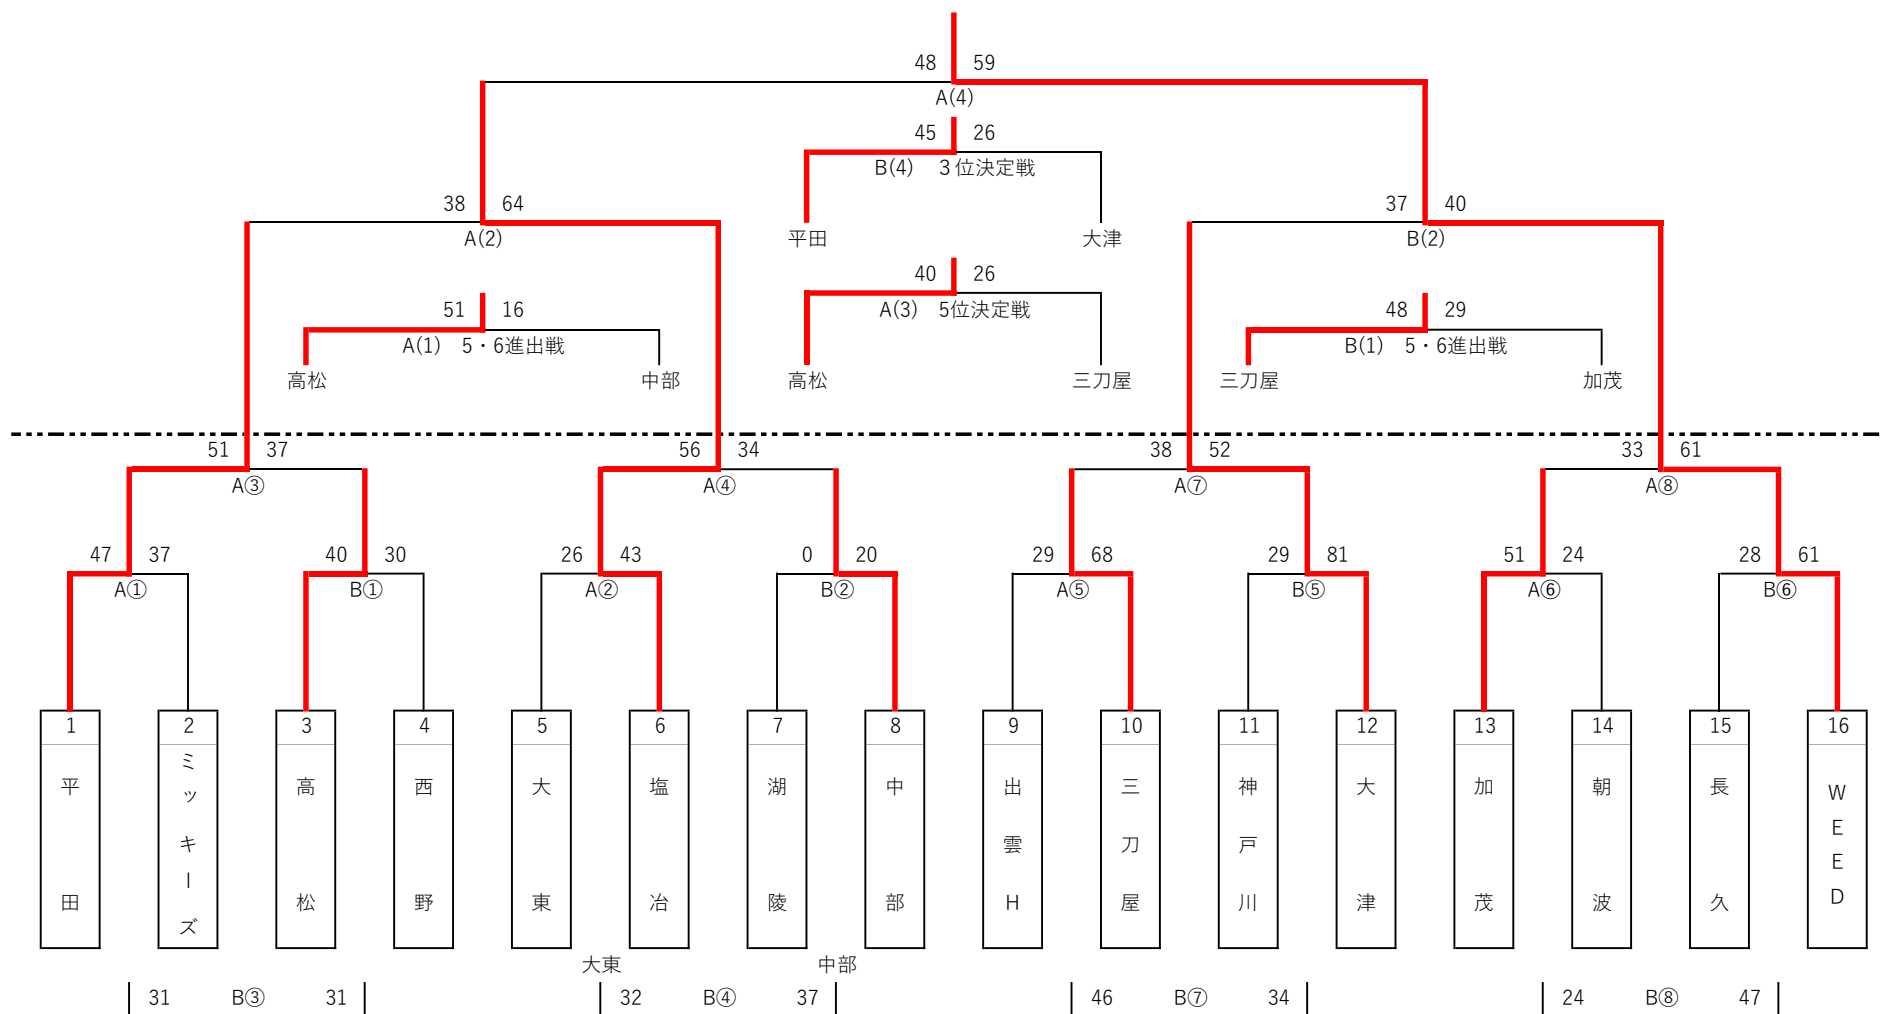 48 59
A(4)
45 26
B(4) 3位決定戦
38 64
37 40
A(2)
平田
大津
B(2)
40 26
A(3) 5位決定戦
51 16
48 29
A(1) 5・6進出戦
B(1) 5・6進出戦
高松
中部
高松
三刀屋
三刀屋
加茂
51 37
56 34
38 52
33 61
A③
A④
A⑦
A⑧
47 37
40 30
26 43
0 20
29 68
29 81
51 24
28 61
A①
B①
A②
B②
A⑤
B⑤
A⑥
B⑥
1
平田
2
ミッキーズ
3
高松
4
西野
5
大東
6
塩冶
7
湖陵
8
中部
9
出雲H
10
三刀屋
11
神戸川
12
大津
13
加茂
14
朝波
15
長久
16
WEED
大東
中部
31 B③ 31
32 B④ 37
46 B⑦ 34
24 B⑧ 47